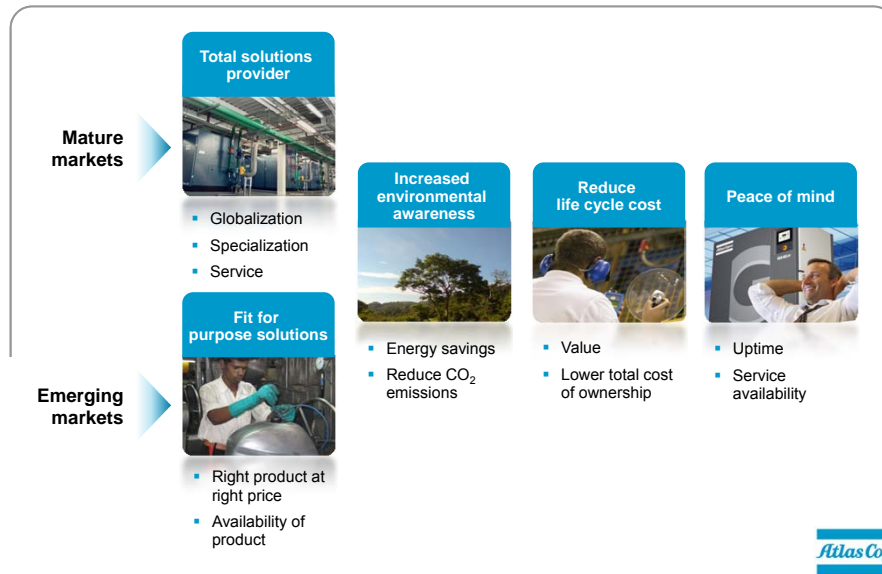 Total solutions
provider
Mature
markets
Globalization
Specialization
Service
Fit for
purpose solutions
Emerging
markets
Right product at
right price
Availability of
product
Increased
environmental
awareness
Energy savings
Reduce CO₂
emissions
Reduce
life cycle cost
Value
Lower total cost
of ownership
Peace of mind
Uptime
Service
availability
Atlas Co